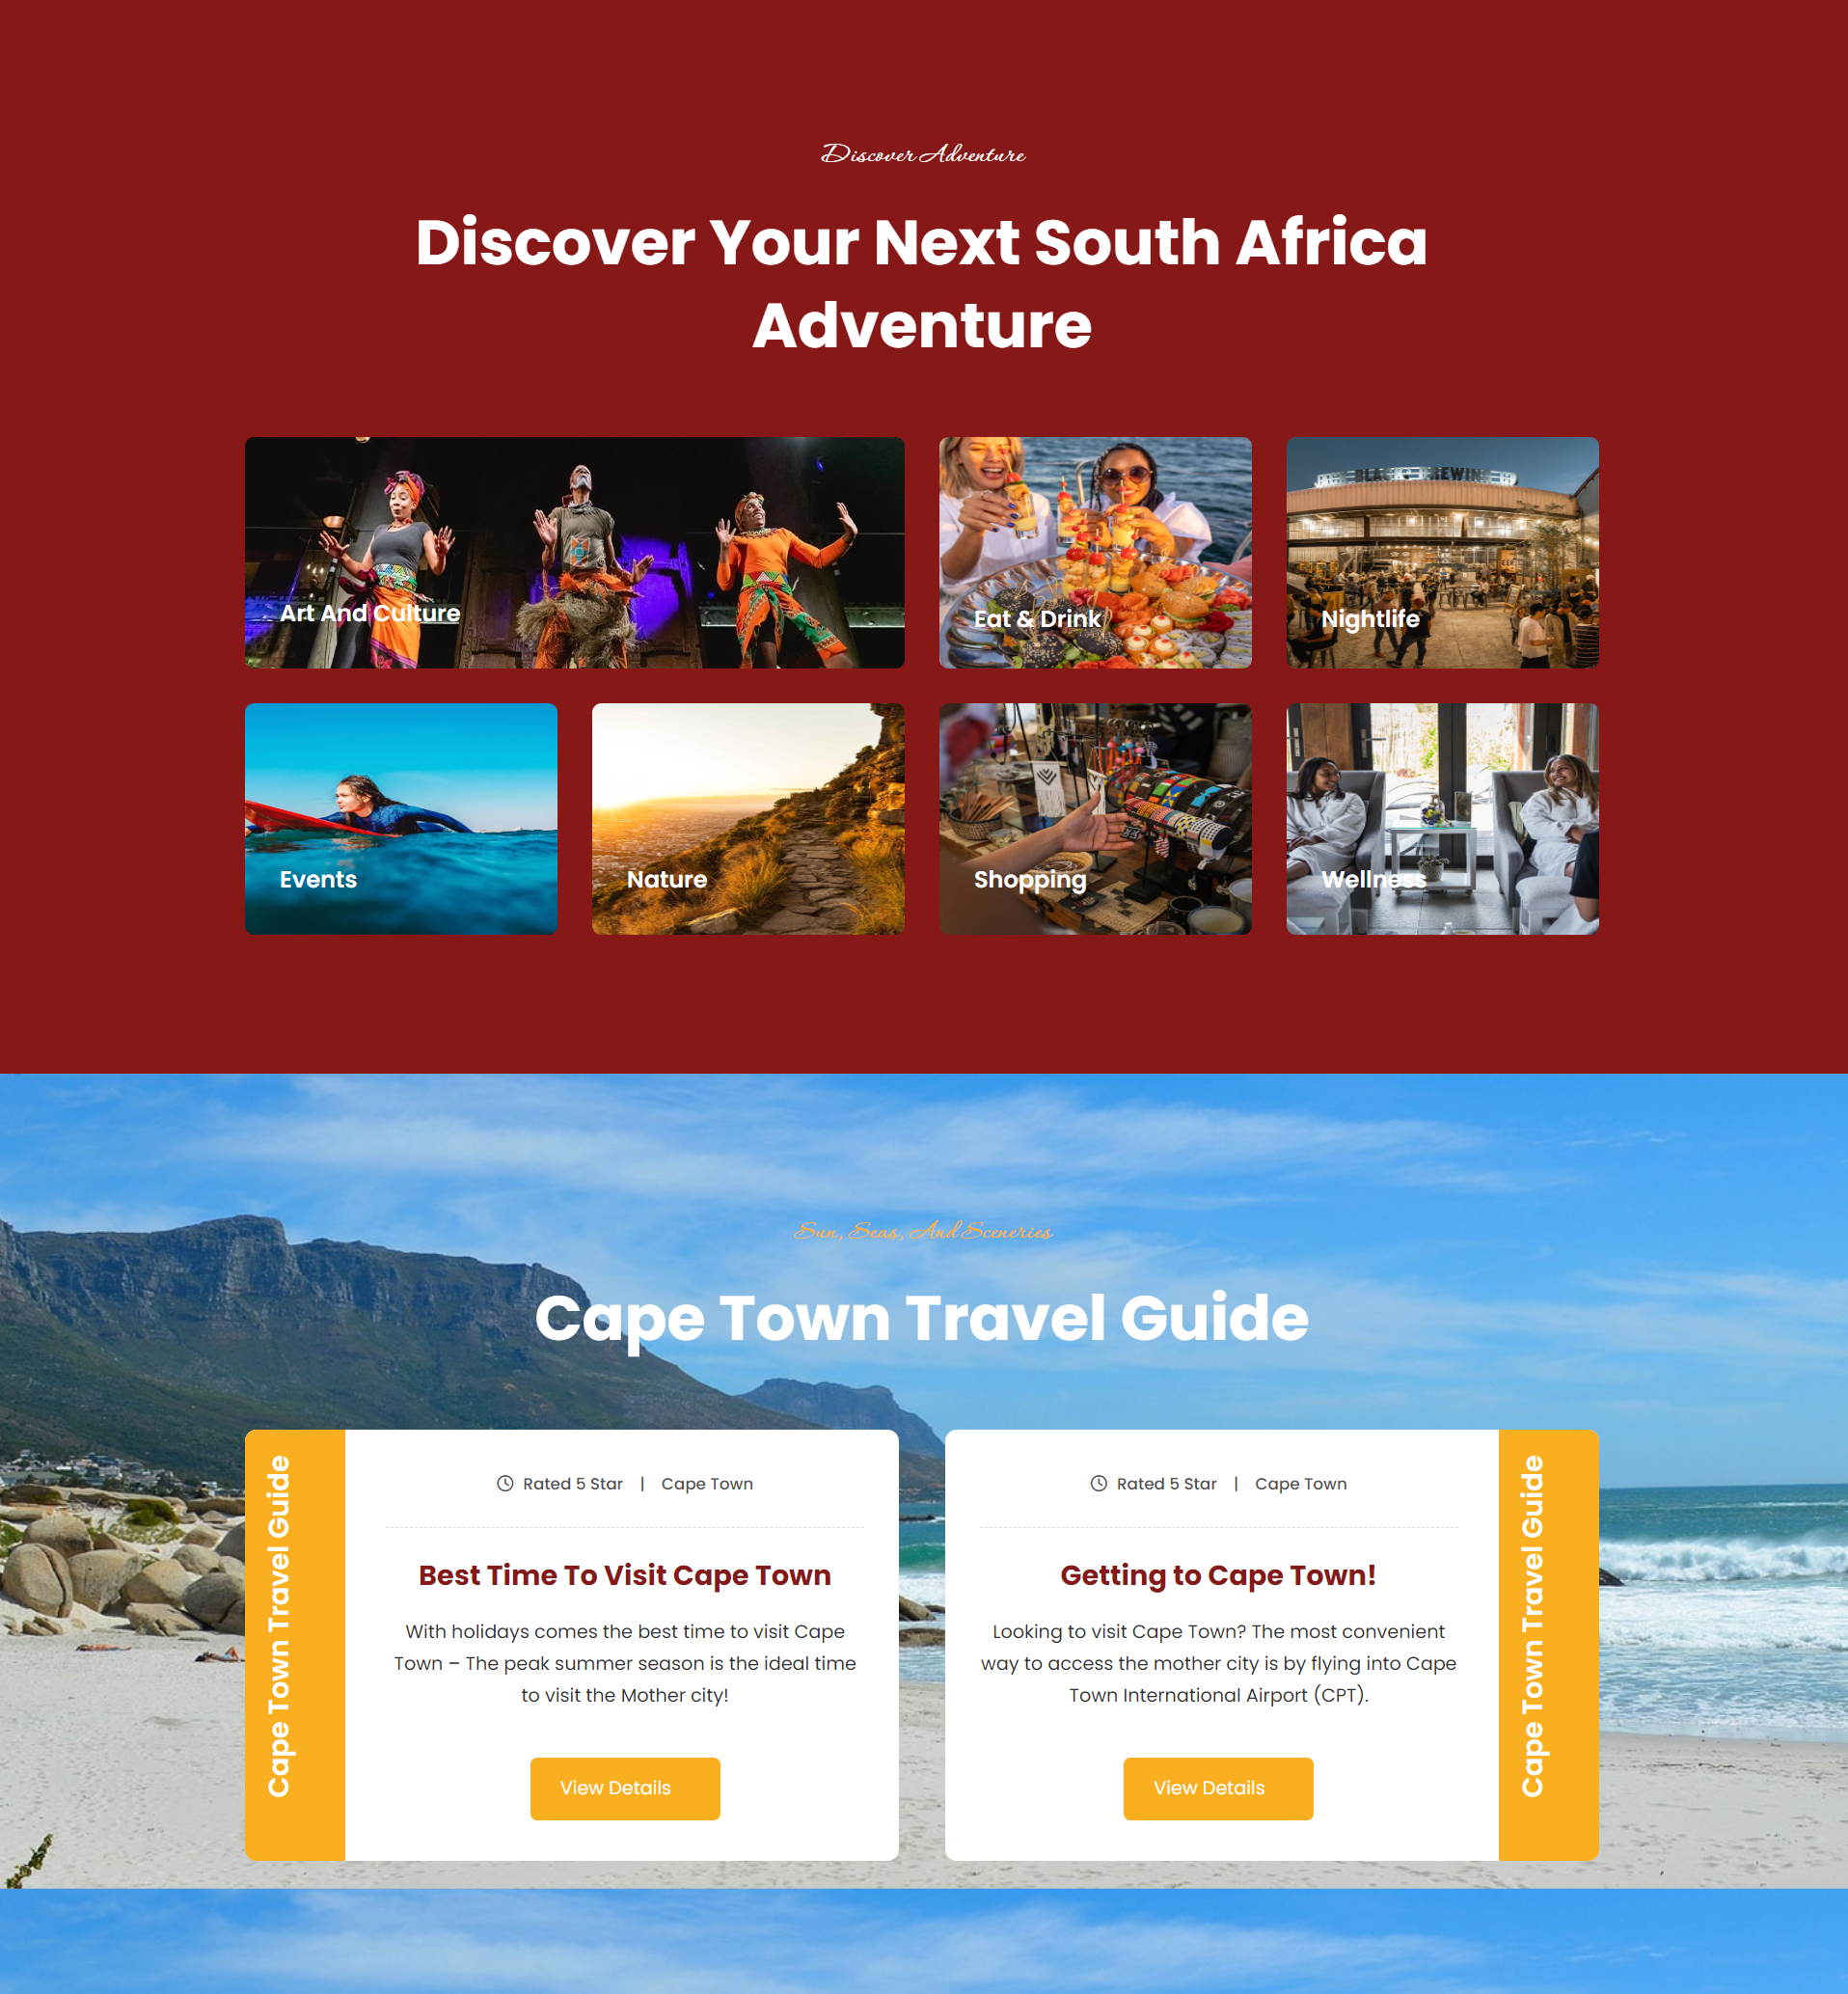 Discover Adventure
Discover Your Next South Africa
Adventure
Art And Culture
Eat & Drink
Nightlife
Events
Nature
Shopping
Wellness
Sun, Seas, And Sceneries
Cape Town Travel Guide
Cape Town Travel Guide
Rated 5 Star | Cape Town
Best Time To Visit Cape Town
With holidays comes the best time to visit Cape
Town – The peak summer season is the ideal time
to visit the Mother city!
View Details
Rated 5 Star | Cape Town
Getting to Cape Town!
Looking to visit Cape Town? The most convenient
way to access the mother city is by flying into Cape
Town International Airport (CPT).
View Details
Cape Town Travel Guide